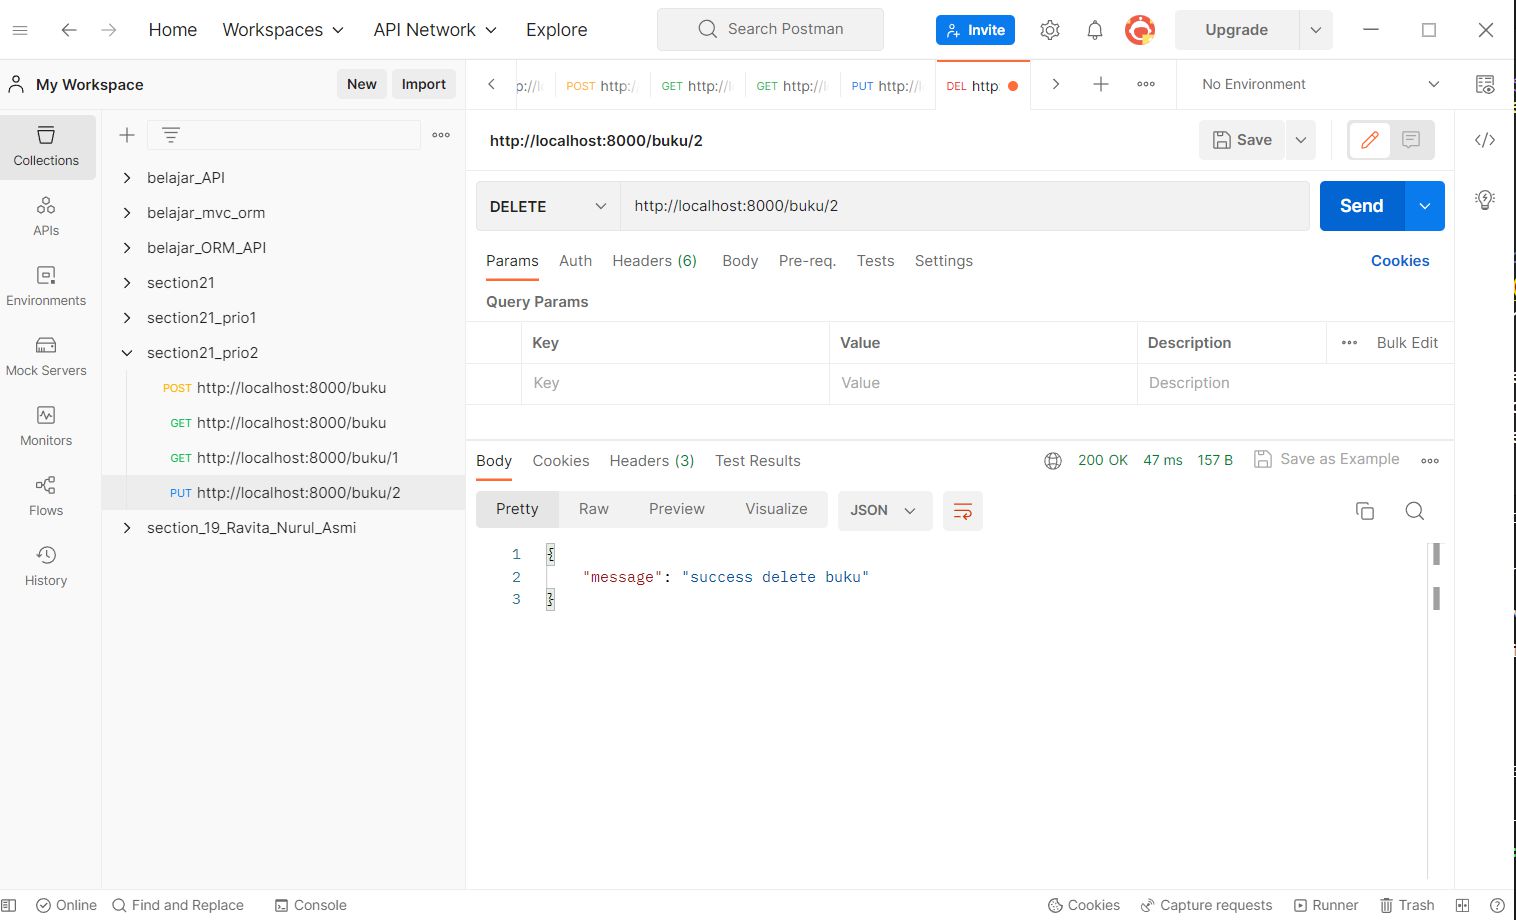 Home Workspaces API Network Explore Search Postman Invite Upgrade
My Workspace New Import
POST http:/ GET http://l GET http://l PUT http:// DEL http No Environment
Collections
APIs
Environments
Mock Servers
Monitors
Flows
History
belajar_API
belajar_mvc_orm
belajar_ORM_API
section21
section21_prio1
section21_prio2
POST http://localhost:8000/buku
GET http://localhost:8000/buku
GET http://localhost:8000/buku/1
PUT http://localhost:8000/buku/2
section_19_Ravita_Nurul_Asmi
http://localhost:8000/buku/2 Save
DELETE http://localhost:8000/buku/2 Send
Params Auth Headers (6) Body Pre-req. Tests Settings Cookies
Query Params
Key Value Description Bulk Edit
Key Value Description
Body Cookies Headers (3) Test Results 200 OK 47 ms 157 B Save as Example
Pretty Raw Preview Visualize JSON
1 {
2 "message": "success delete buku"
3 }
Online Find and Replace Console Cookies Capture requests Runner Trash